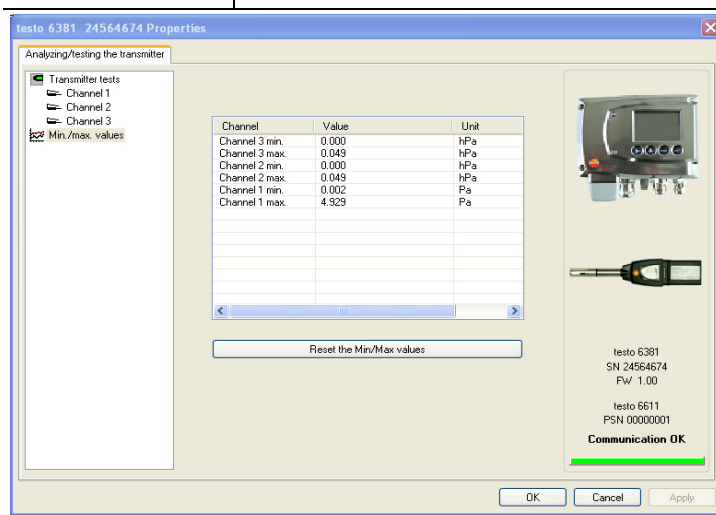 testo 6381 24564674 Properties
Analyzing/testing the transmitter
Transmitter tests
Channel 1
Channel 2
Channel 3
Min./max. values
Channel Value Unit
Channel 3 min. 0.000 hPa
Channel 3 max. 0.049 hPa
Channel 2 min. 0.000 hPa
Channel 2 max. 0.049 hPa
Channel 1 min. 0.002 Pa
Channel 1 max. 4.929 Pa
Reset the Min/Max values
testo 6381
SN 24564674
FW 1.00
testo 6611
PSN 00000001
Communication OK
OK Cancel Apply